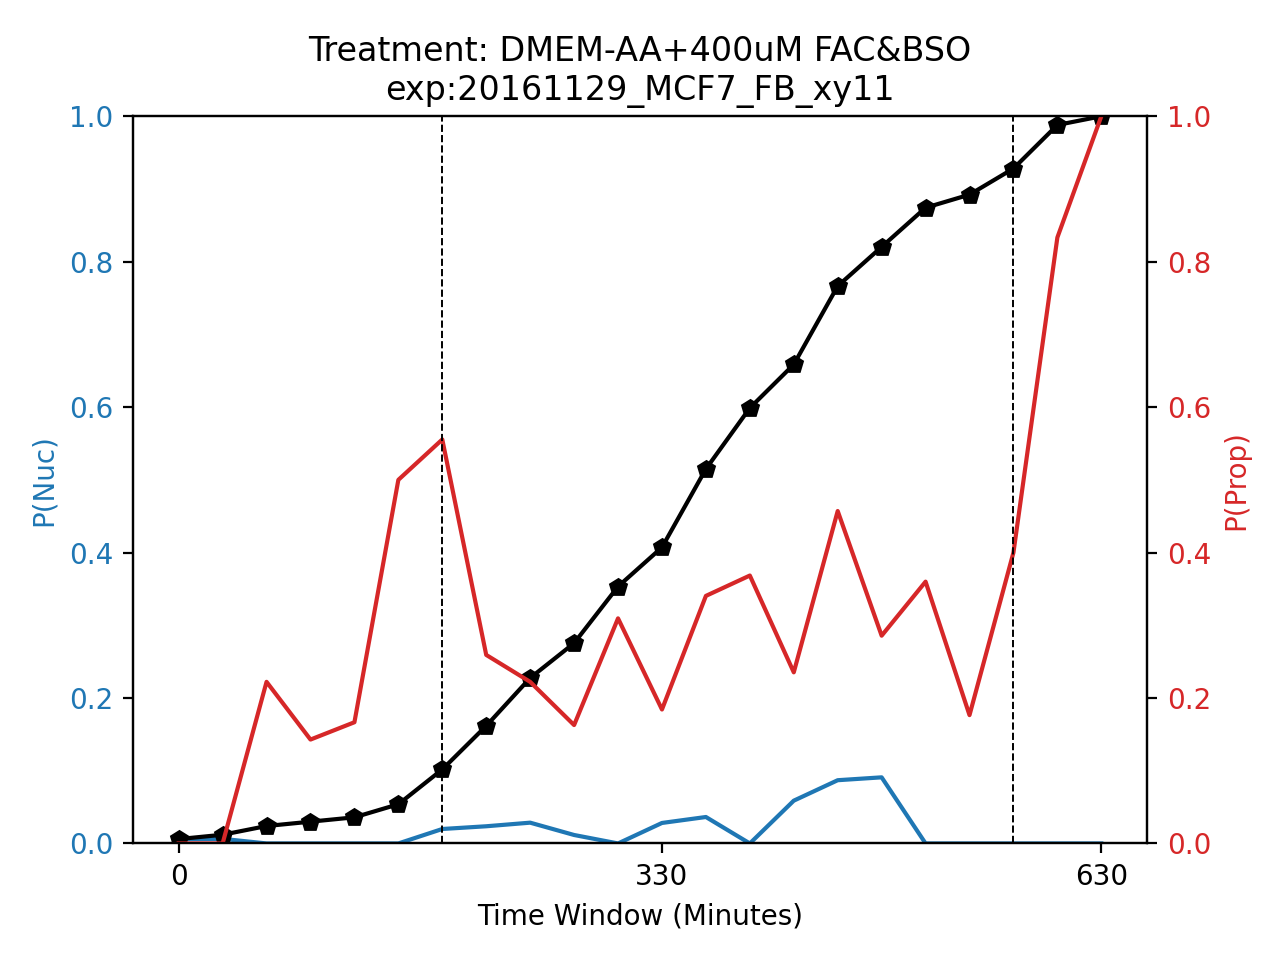 Treatment: DMEM-AA+400uM FAC&BSO
exp:20161129_MCF7_FB_xy11
1.0
0.8
0.6
0.4
0.2
0.0
P(Nuc)
1.0
0.8
0.6
0.4
0.2
0.0
P(Prop)
0 330 630
Time Window (Minutes)